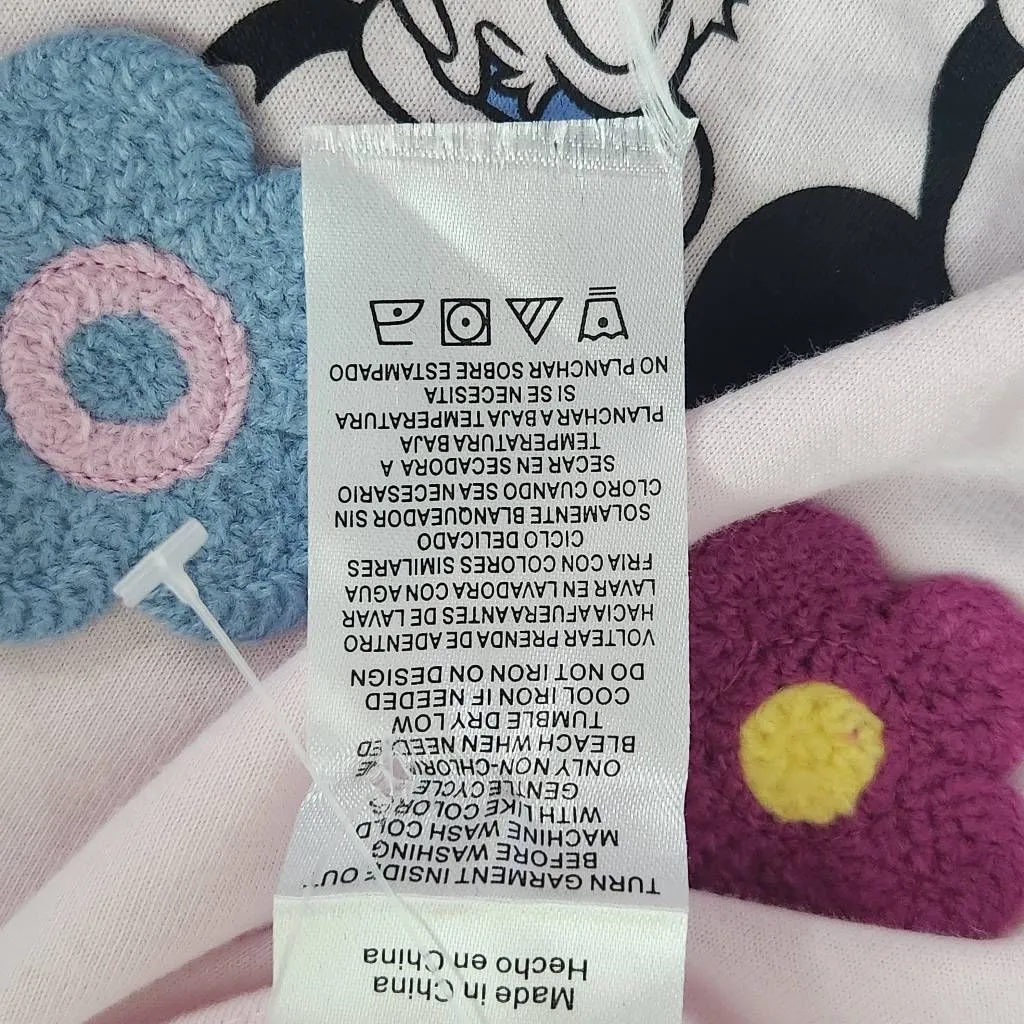 Made in China
Hecho en China
TURN GARMENT INSIDE OUT
BEFORE WASHING
MACHINE WASH COLD
WITH LIKE COLORS
GENTLE CYCLE
ONLY NON-CHLORINE
BLEACH WHEN NEEDED
TUMBLE DRY LOW
COOL IRON IF NEEDED
DO NOT IRON ON DESIGN
VOLTEAR PRENDA DE ADENTRO
HACIA AFUERA ANTES DE LAVAR
LAVAR EN LAVADORA CON AGUA
FRIA CON COLORES SIMILARES
CICLO DELICADO
SOLAMENTE BLANQUEADOR SIN
CLORO CUANDO SEA NECESARIO
SECAR EN SECADORA A
TEMPERATURA BAJA
PLANCHAR A BAJA TEMPERATURA
SI SE NECESITA
NO PLANCHAR SOBRE ESTAMPADO